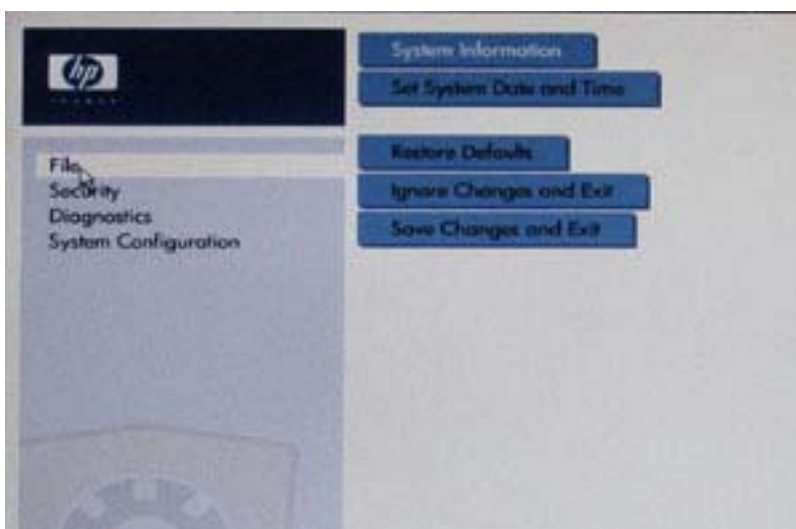 hp
File
Security
Diagnostics
System Configuration
System Information
Set System Date and Time
Restore Defaults
Ignore Changes and Exit
Save Changes and Exit